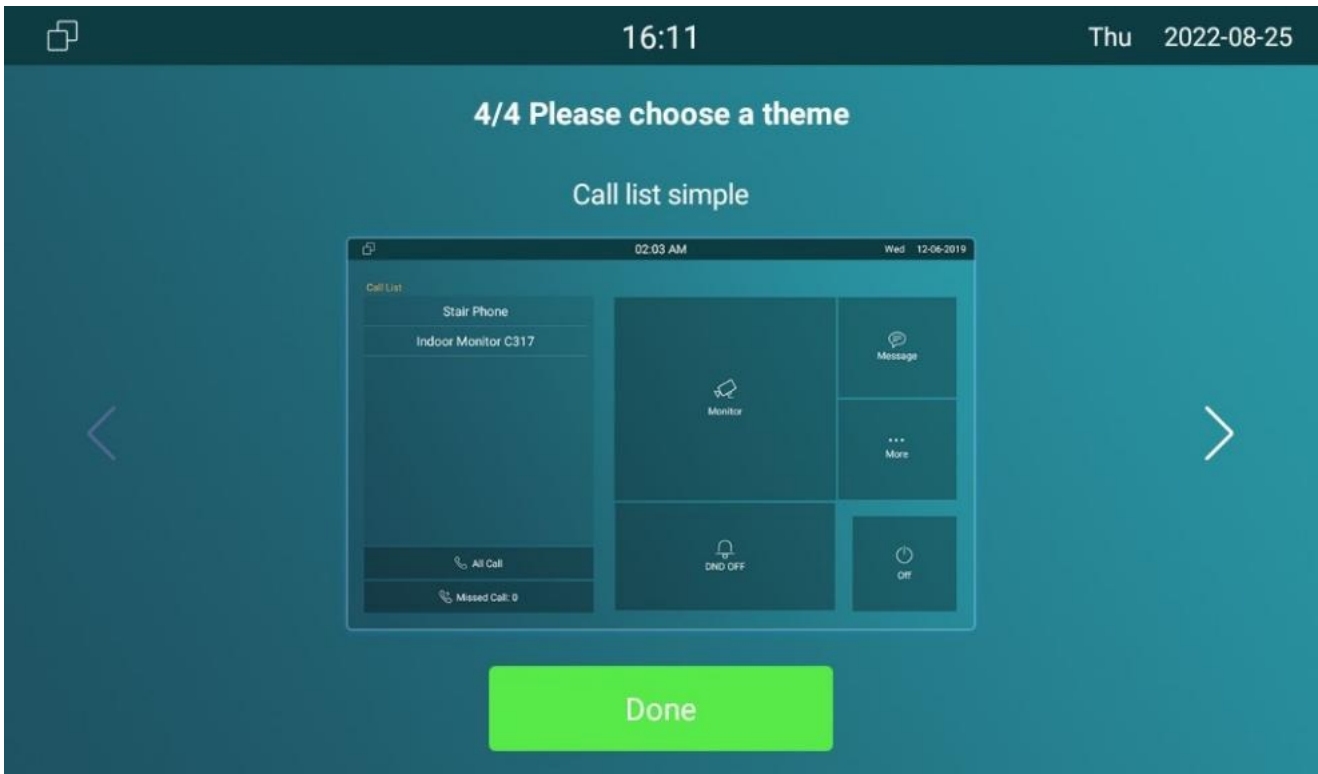 16:11 Thu 2022-08-25
4/4 Please choose a theme
Call list simple
02:03 AM Wed 12-06-2019
Call List
Stair Phone
Indoor Monitor C317
All Call
Missed Call: 0
Monitor
DND OFF
Message
More
Off
Done